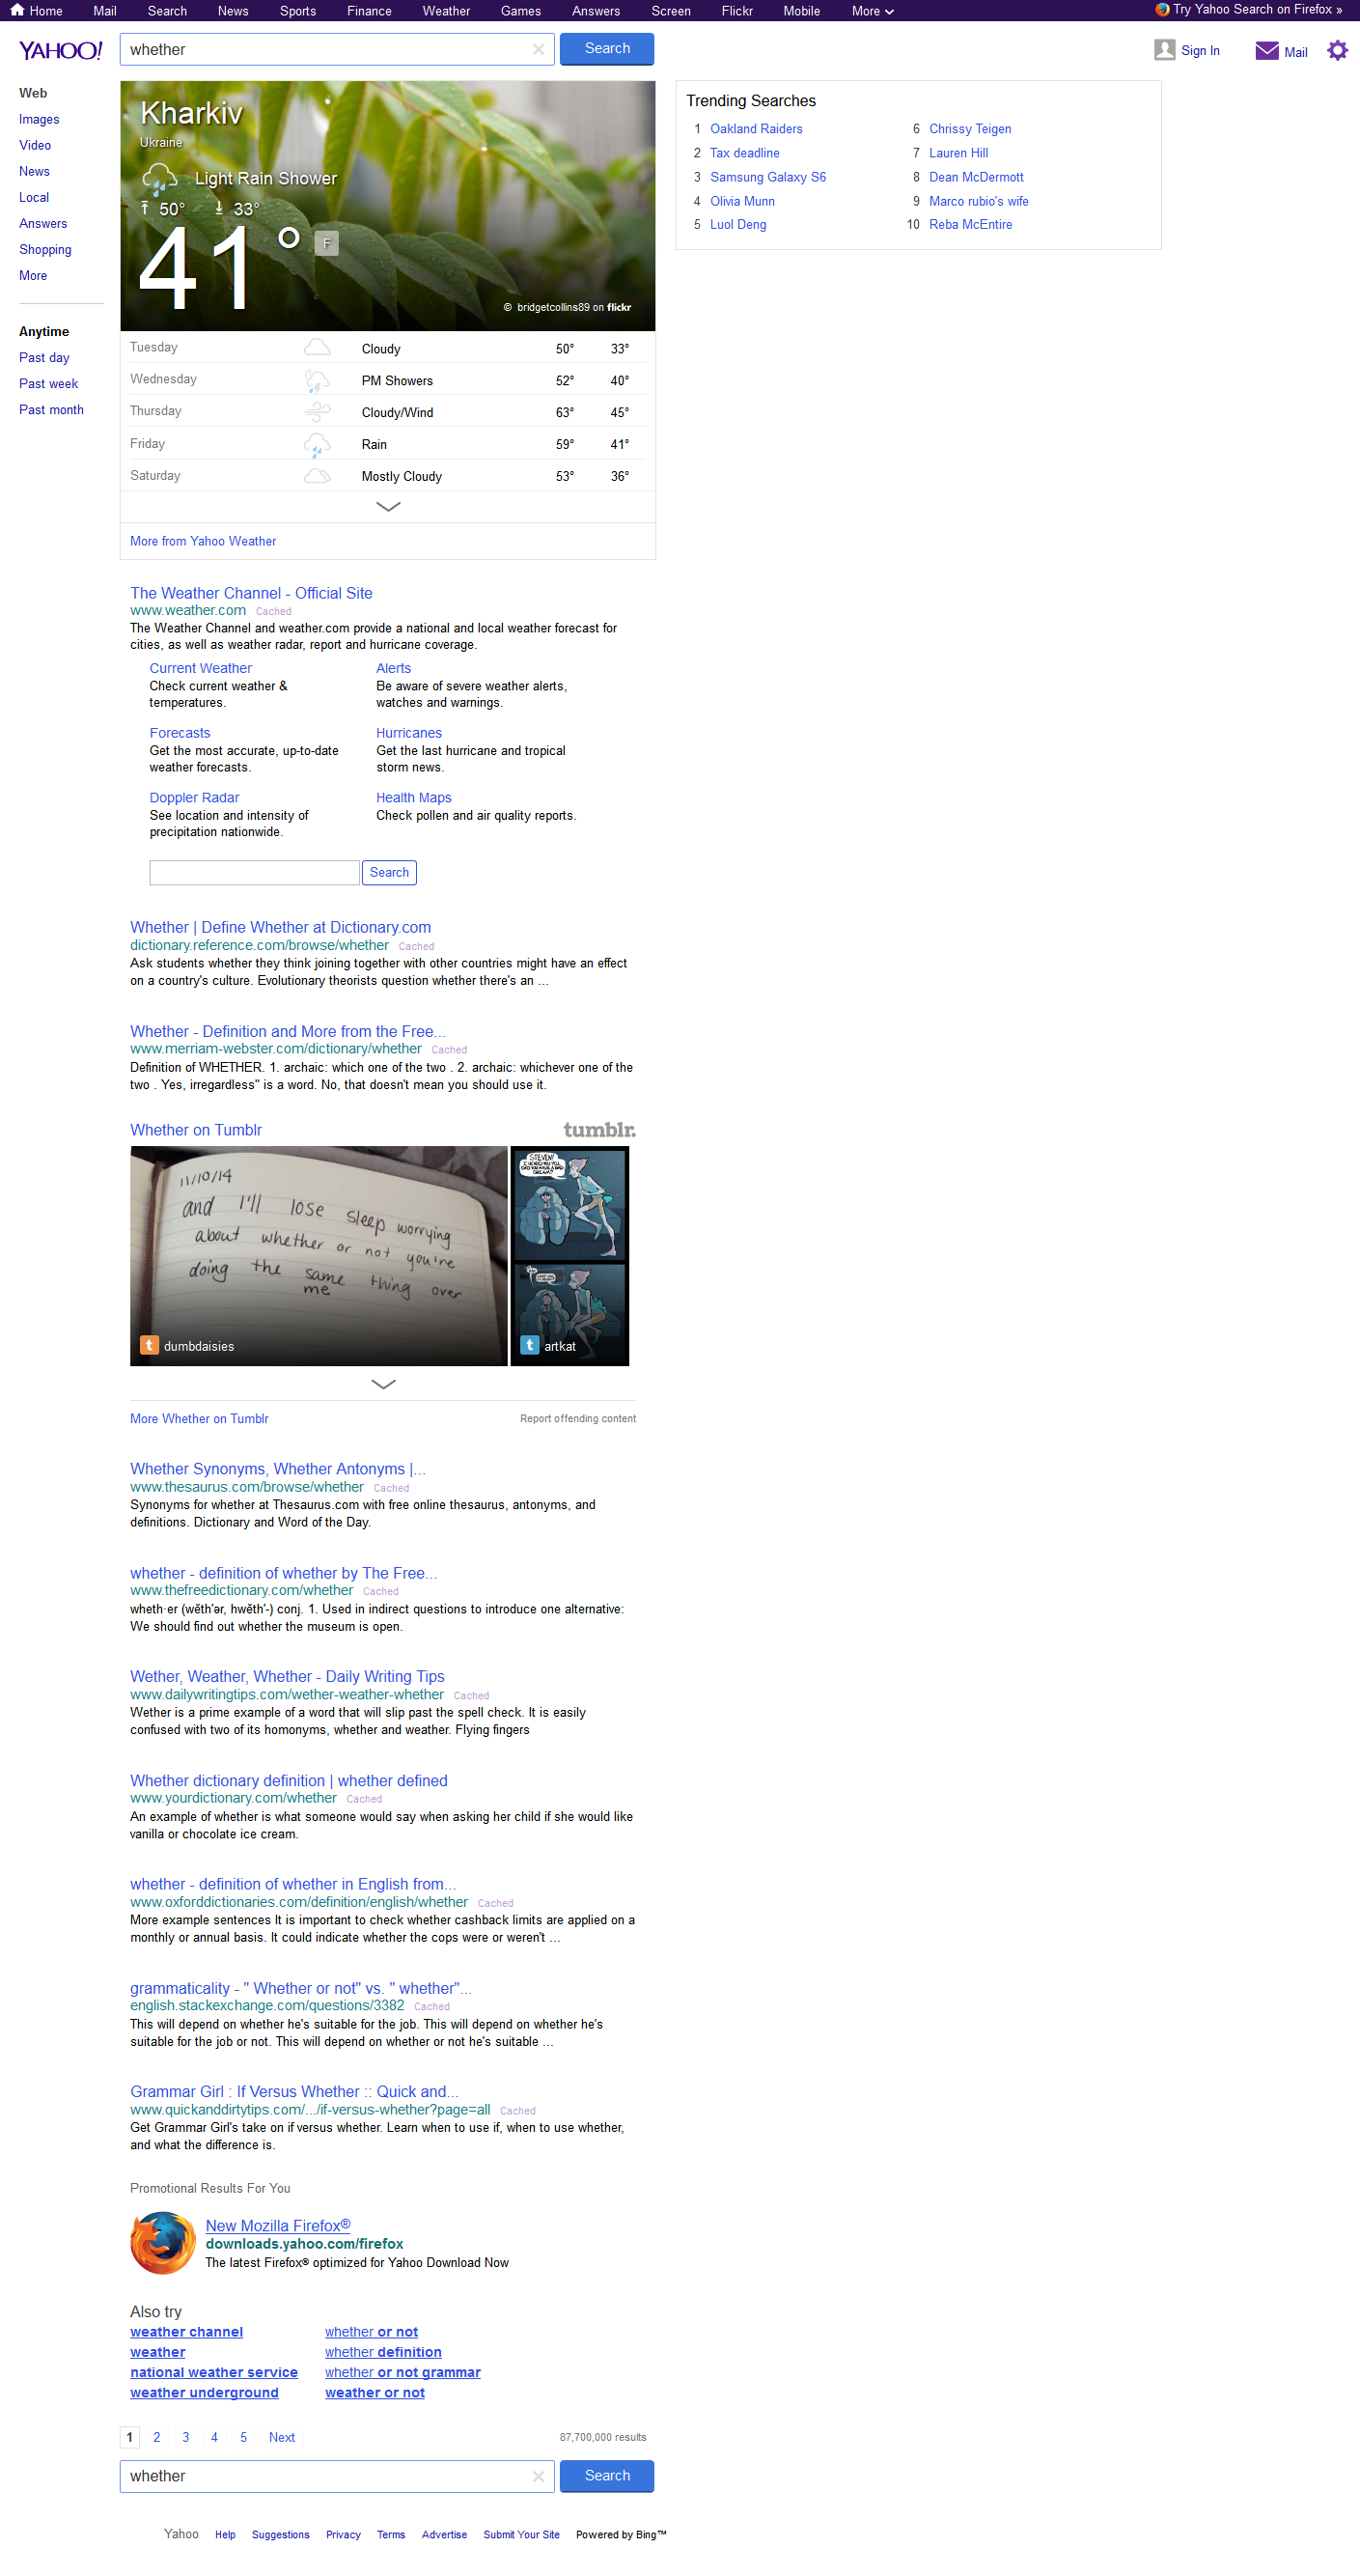 Home Mail Search News Sports Finance Weather Games Answers Screen Flickr Mobile More Try Yahoo Search on Firefox »
YAHOO! whether Search Sign In Mail
Web
Images
Video
News
Local
Answers
Shopping
More
Anytime
Past day
Past week
Past month
Kharkiv
Ukraine
Light Rain Shower
50° 33°
41° F
© bridgetcollins89 on flickr
Tuesday Cloudy 50° 33°
Wednesday PM Showers 52° 40°
Thursday Cloudy/Wind 63° 45°
Friday Rain 59° 41°
Saturday Mostly Cloudy 53° 36°
More from Yahoo Weather
Trending Searches
1 Oakland Raiders
2 Tax deadline
3 Samsung Galaxy S6
4 Olivia Munn
5 Luol Deng
6 Chrissy Teigen
7 Lauren Hill
8 Dean McDermott
9 Marco rubio's wife
10 Reba McEntire
The Weather Channel - Official Site
www.weather.com Cached
The Weather Channel and weather.com provide a national and local weather forecast for
cities, as well as weather radar, report and hurricane coverage.
Current Weather
Check current weather &
temperatures.
Alerts
Be aware of severe weather alerts,
watches and warnings.
Forecasts
Get the most accurate, up-to-date
weather forecasts.
Hurricanes
Get the last hurricane and tropical
storm news.
Doppler Radar
See location and intensity of
precipitation nationwide.
Health Maps
Check pollen and air quality reports.
Search
Whether | Define Whether at Dictionary.com
dictionary.reference.com/browse/whether Cached
Ask students whether they think joining together with other countries might have an effect
on a country's culture. Evolutionary theorists question whether there's an ...
Whether - Definition and More from the Free...
www.merriam-webster.com/dictionary/whether Cached
Definition of WHETHER. 1. archaic: which one of the two . 2. archaic: whichever one of the
two . Yes, irregardless" is a word. No, that doesn't mean you should use it.
Whether on Tumblr tumblr.
11/10/14
and I'll lose sleep worrying
about whether or not you're
doing the same thing over
me
dumbdaisies
STEVEN!
artkat
More Whether on Tumblr Report offending content
Whether Synonyms, Whether Antonyms |...
www.thesaurus.com/browse/whether Cached
Synonyms for whether at Thesaurus.com with free online thesaurus, antonyms, and
definitions. Dictionary and Word of the Day.
whether - definition of whether by The Free...
www.thefreedictionary.com/whether Cached
wheth·er (wĕth′ər, hwĕth′-) conj. 1. Used in indirect questions to introduce one alternative:
We should find out whether the museum is open.
Wether, Weather, Whether - Daily Writing Tips
www.dailywritingtips.com/wether-weather-whether Cached
Wether is a prime example of a word that will slip past the spell check. It is easily
confused with two of its homonyms, whether and weather. Flying fingers
Whether dictionary definition | whether defined
www.yourdictionary.com/whether Cached
An example of whether is what someone would say when asking her child if she would like
vanilla or chocolate ice cream.
whether - definition of whether in English from...
www.oxforddictionaries.com/definition/english/whether Cached
More example sentences It is important to check whether cashback limits are applied on a
monthly or annual basis. It could indicate whether the cops were or weren't ...
grammaticality - " Whether or not" vs. " whether"...
english.stackexchange.com/questions/3382 Cached
This will depend on whether he's suitable for the job. This will depend on whether he's
suitable for the job or not. This will depend on whether or not he's suitable ...
Grammar Girl : If Versus Whether :: Quick and...
www.quickanddirtytips.com/.../if-versus-whether?page=all Cached
Get Grammar Girl's take on if versus whether. Learn when to use if, when to use whether,
and what the difference is.
Promotional Results For You
New Mozilla Firefox®
downloads.yahoo.com/firefox
The latest Firefox® optimized for Yahoo Download Now
Also try
weather channel
weather
national weather service
weather underground
whether or not
whether definition
whether or not grammar
weather or not
1 2 3 4 5 Next 87,700,000 results
whether Search
Yahoo Help Suggestions Privacy Terms Advertise Submit Your Site Powered by Bing™